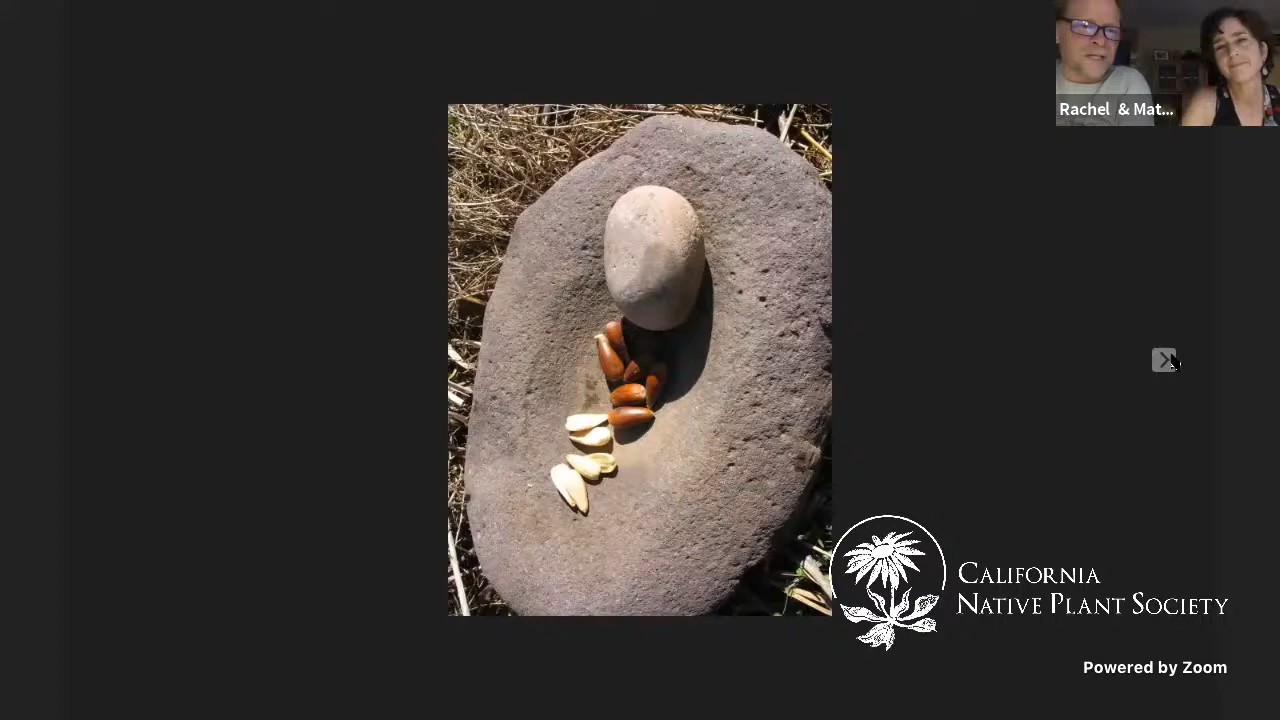 Rachel & Mat...
CALIFORNIA
NATIVE PLANT SOCIETY
Powered by Zoom